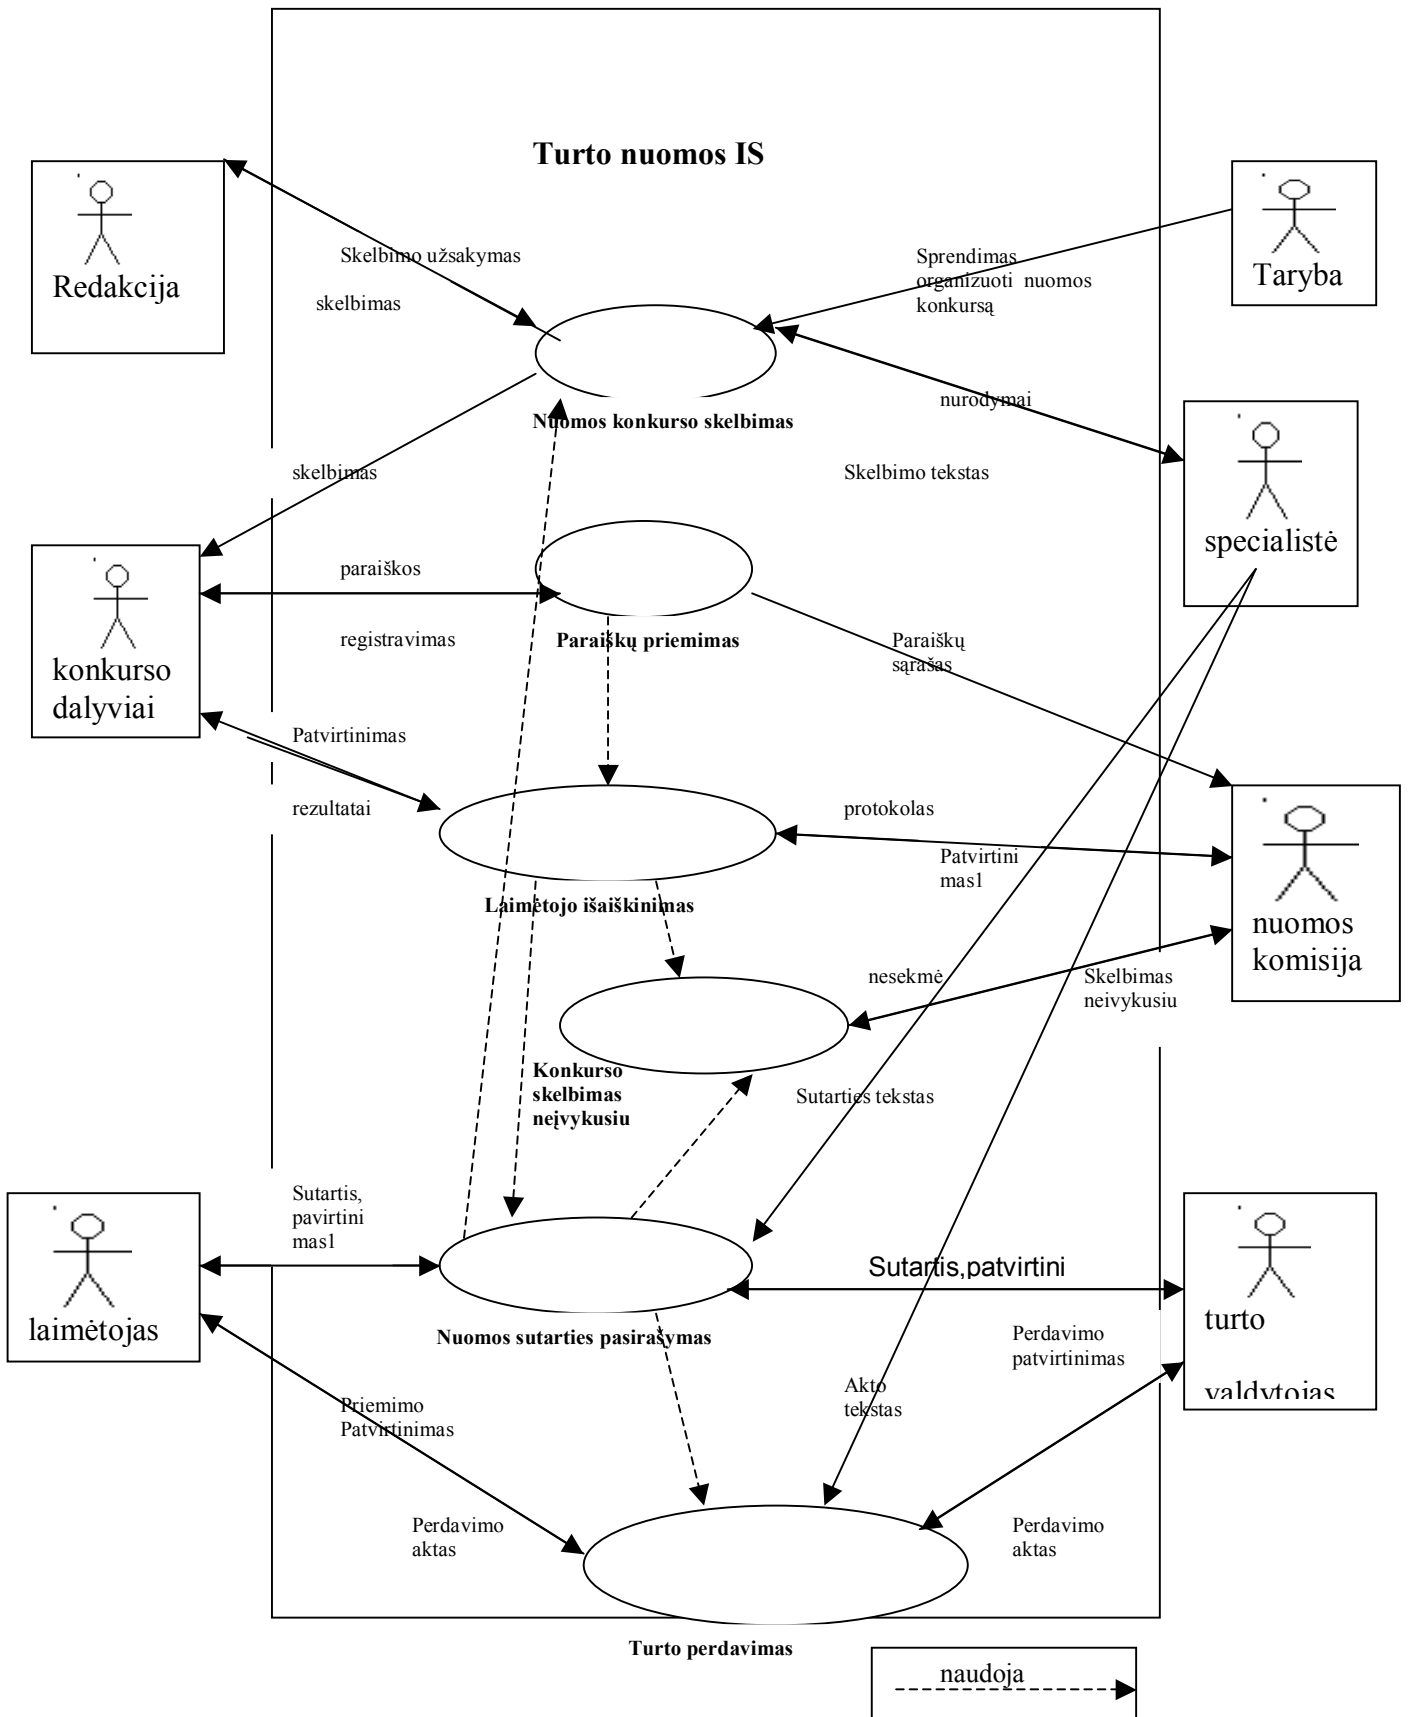 Turto nuomos IS
Redakcija
Taryba
Skelbimo užsakymas
skelbimas
Sprendimas
organizuoti nuomos
konkursą
nurodymai
Nuomos konkurso skelbimas
skelbimas
Skelbimo tekstas
specialistė
paraiškos
registravimas
Paraiškų priemimas
Paraiškų
sąrašas
konkurso
dalyviai
Patvirtinimas
rezultatai
protokolas
Patvirtini
mas1
Laimėtojo išaiškinimas
nuomos
komisija
nesekmė
Skelbimas
neivykusiu
Konkurso
skelbimas
neįvykusiu
Sutarties tekstas
Sutartis,
pavirtini
mas1
Sutartis,patvirtini
laimėtojas
Nuomos sutarties pasirašymas
turto
valdytojas
Perdavimo
patvirtinimas
Akto
tekstas
Priemimo
Patvirtinimas
Perdavimo
aktas
Perdavimo
aktas
Turto perdavimas
naudoja